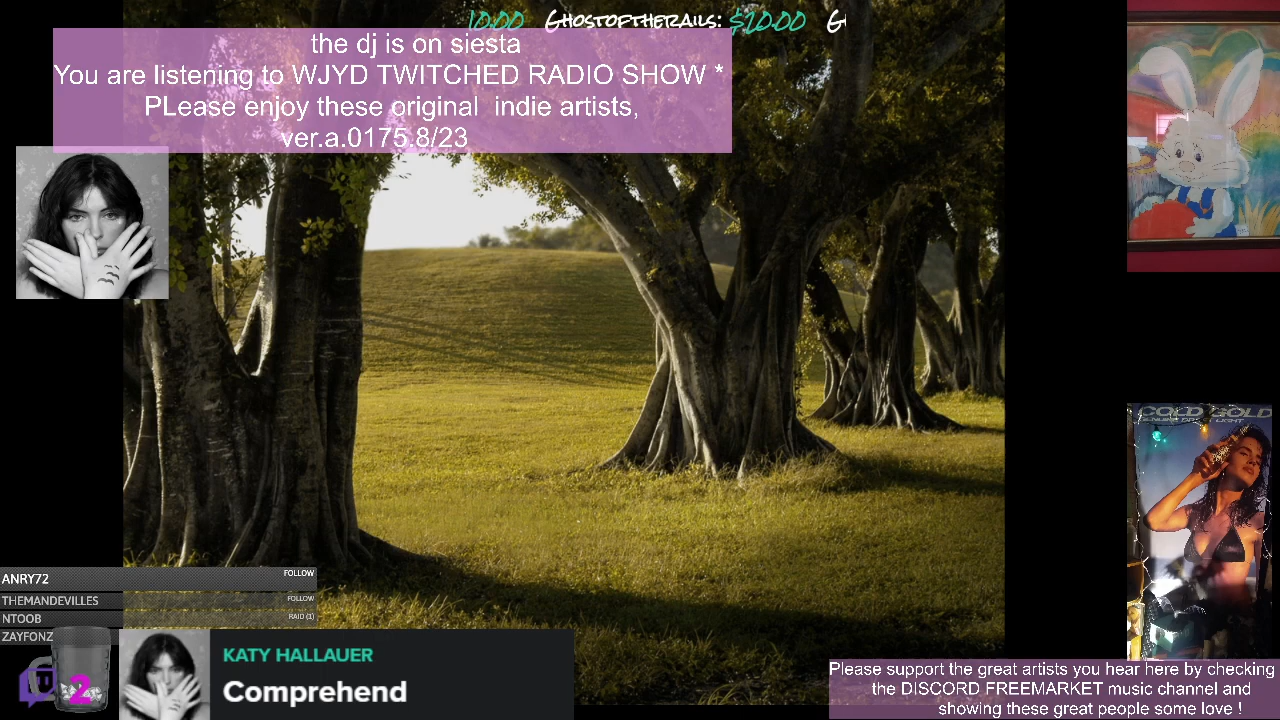 10.00 Ghostoftherails: $20.00 G
the dj is on siesta
You are listening to WJYD TWITCHED RADIO SHOW *
PLease enjoy these original indie artists,
ver.a.0175.8/23
COLD GOLD
ANRY72 FOLLOW
THEMANDEVILLES FOLLOW
NTOOB RAID (1)
ZAYFONZ
2
KATY HALLAUER
Comprehend
Please support the great artists you hear here by checking
the DISCORD FREEMARKET music channel and
showing these great people some love !